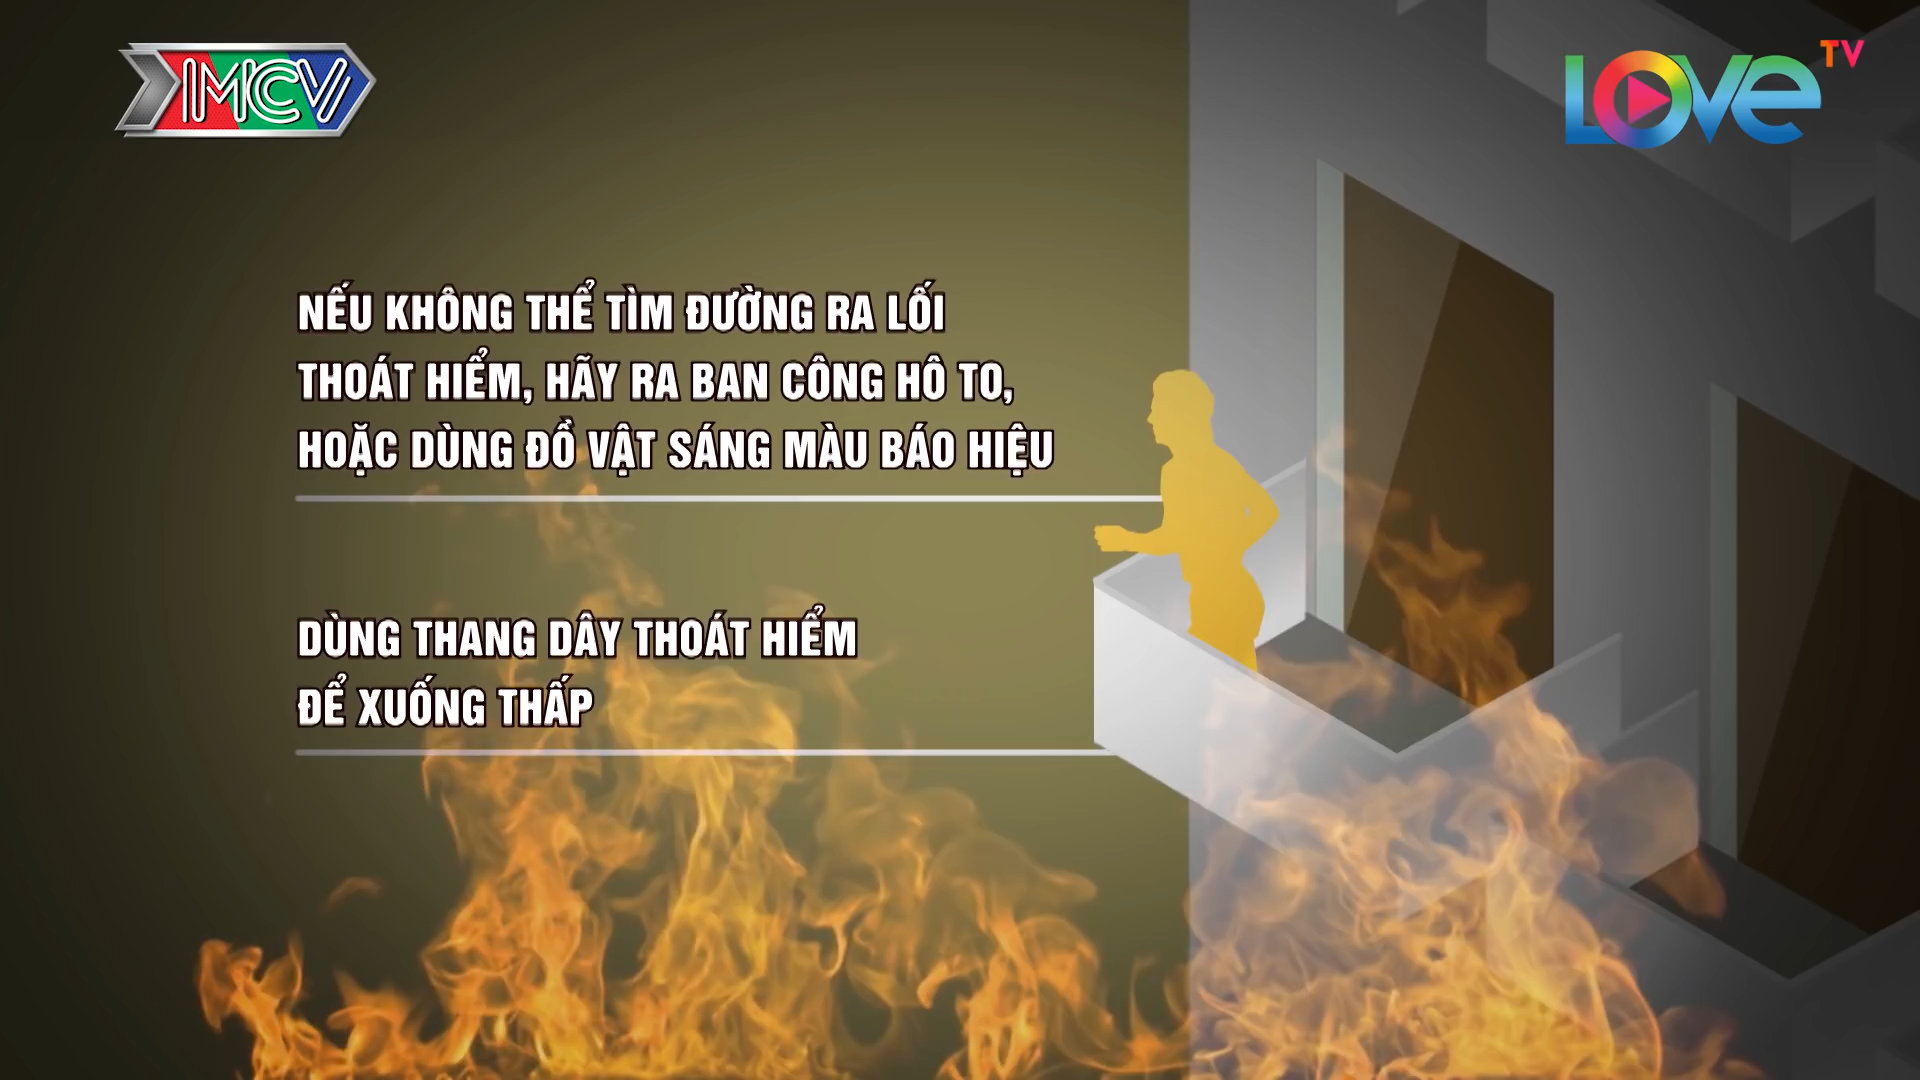 MCV
LOVE TV
NẾU KHÔNG THỂ TÌM ĐƯỜNG RA LỐI
THOÁT HIỂM, HÃY RA BAN CÔNG HÔ TO,
HOẶC DÙNG ĐỒ VẬT SÁNG MÀU BÁO HIỆU
DÙNG THANG DÂY THOÁT HIỂM
ĐỂ XUỐNG THẤP